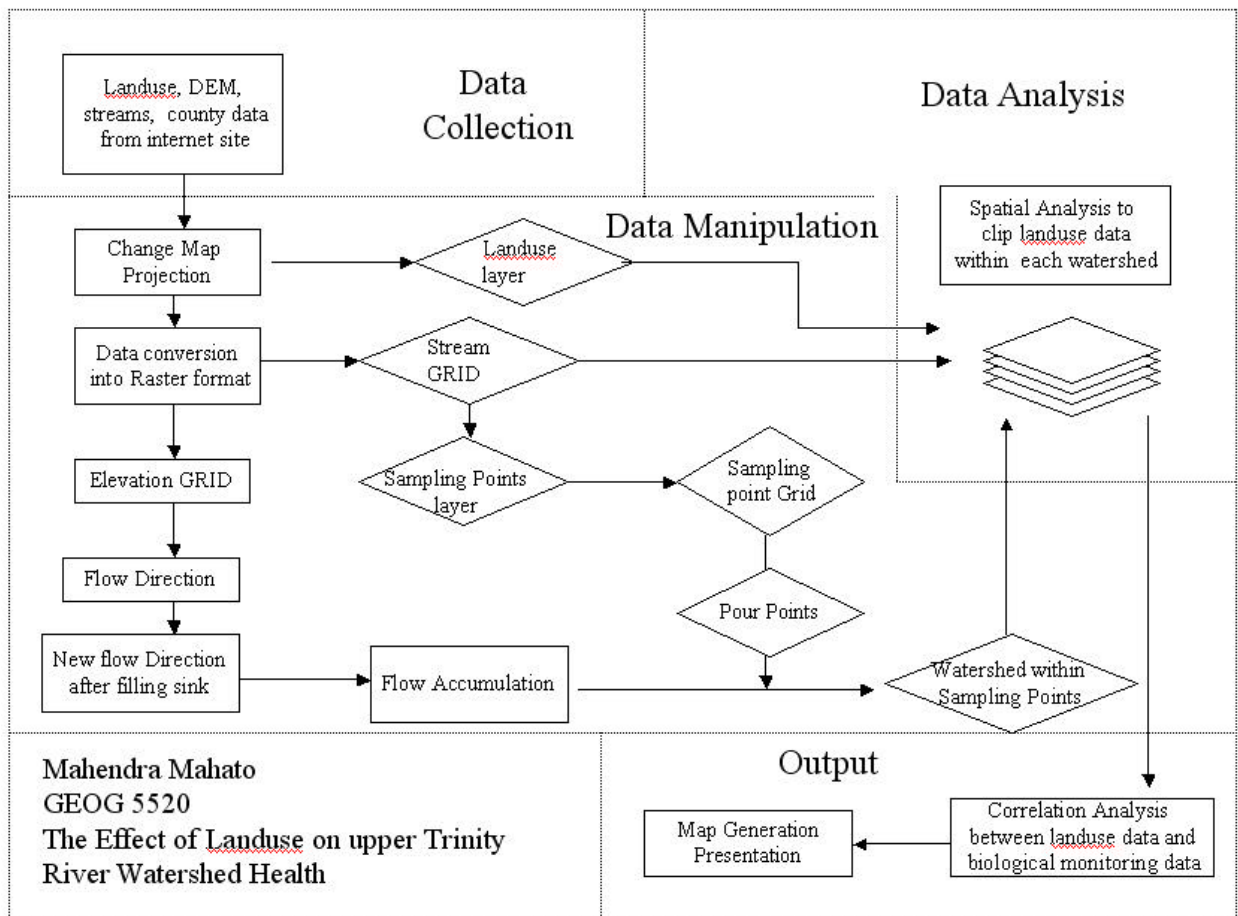 Landuse, DEM,
streams, county data
from internet site
Data
Collection
Data Analysis
Data Manipulation
Spatial Analysis to
clip landuse data
within each watershed
Change Map
Projection
Landuse
layer
Data conversion
into Raster format
Stream
GRID
Elevation GRID
Sampling Points
layer
Sampling
point Grid
Flow Direction
Pour Points
New flow Direction
after filling sink
Flow Accumulation
Watershed within
Sampling Points
Mahendra Mahato
GEOG 5520
The Effect of Landuse on upper Trinity
River Watershed Health
Output
Map Generation
Presentation
Correlation Analysis
between landuse data and
biological monitoring data